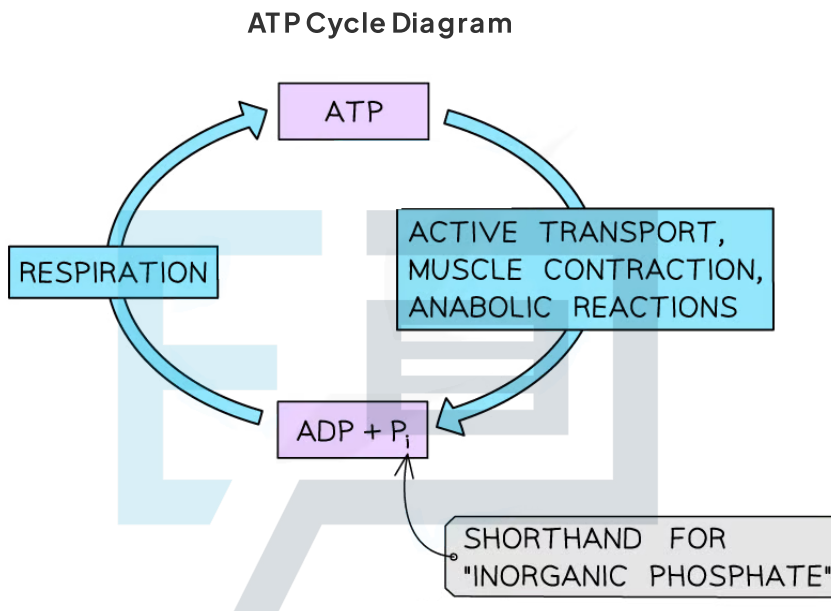 ATP Cycle Diagram
ATP
RESPIRATION
ACTIVE TRANSPORT,
MUSCLE CONTRACTION,
ANABOLIC REACTIONS
ADP + Pi
SHORTHAND FOR
"INORGANIC PHOSPHATE"